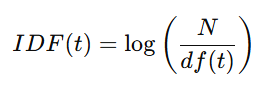 IDF(t) = log(N/df(t))